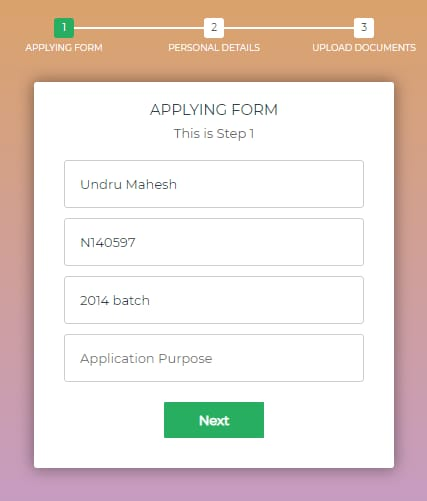 1 2 3
APPLYING FORM PERSONAL DETAILS UPLOAD DOCUMENTS
APPLYING FORM
This is Step 1
Undru Mahesh
N140597
2014 batch
Application Purpose
Next